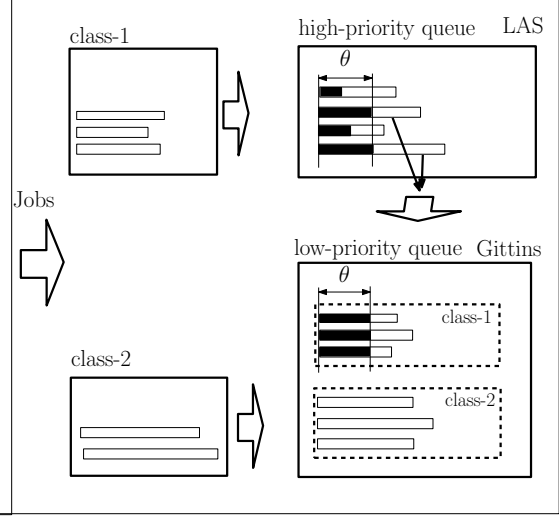 class-1
high-priority queue LAS
θ
Jobs
low-priority queue Gittins
θ
class-1
class-2
class-2